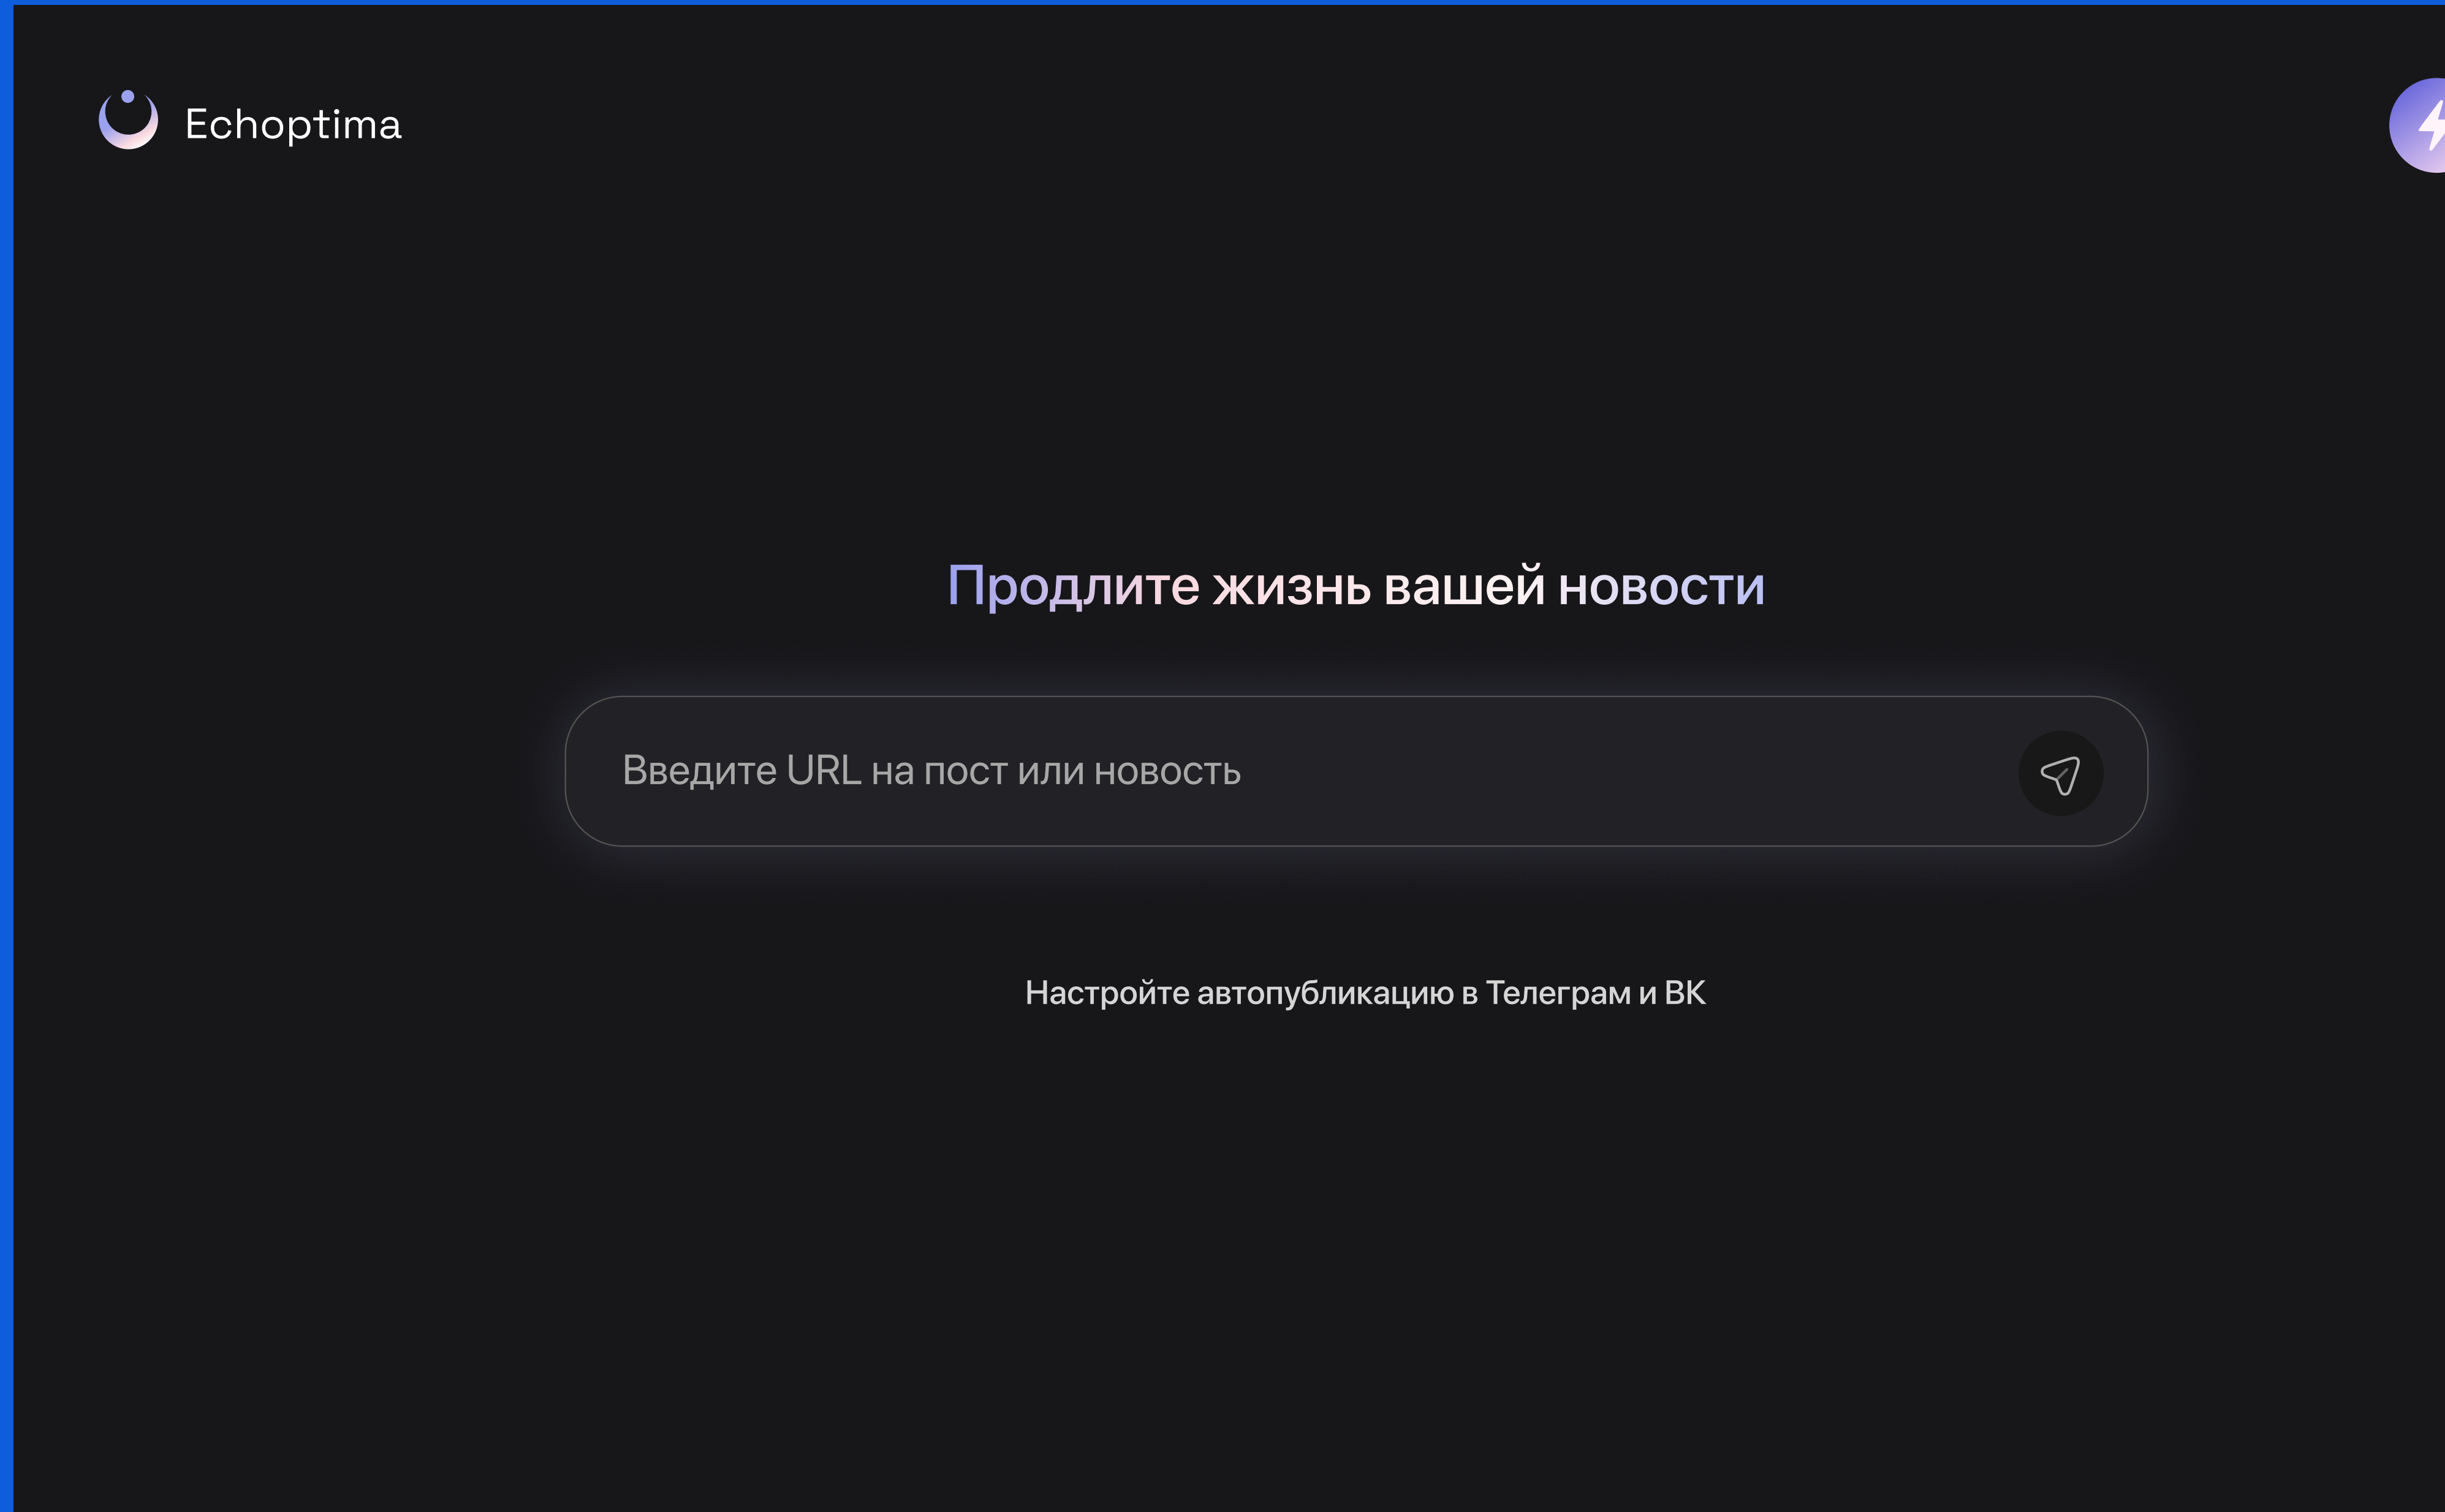 Echoptima
Продлите жизнь вашей новости
Введите URL на пост или новость
Настройте автопубликацию в Телеграм и ВК